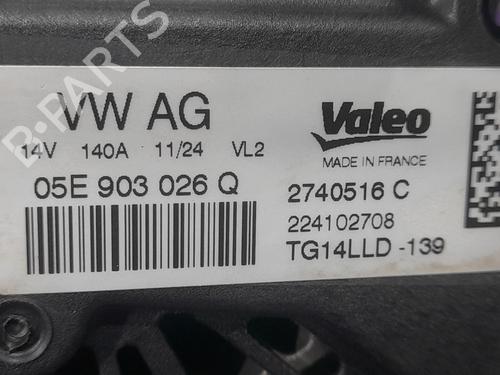 VW AG
14V 140A 11/24 VL2
05E 903 026 Q
Valeo
MADE IN FRANCE
2740516 C
224102708
TG14LLD -139
B-PARTS